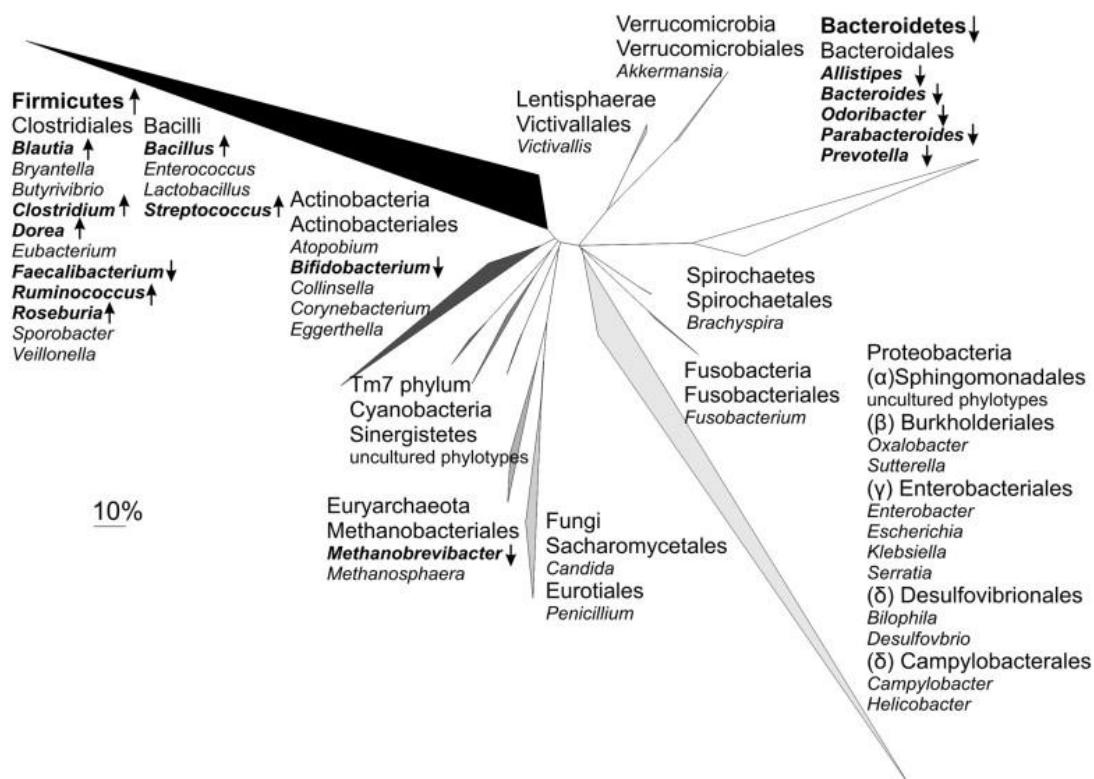 Verrucomicrobia
Verrucomicrobiales
Akkermansia
Bacteroidetes ↓
Bacteroidales
Allistipes ↓
Bacteroides ↓
Odoribacter ↓
Parabacteroides ↓
Prevotella ↓
Lentisphaerae
Victivallales
Victivallis
Firmicutes ↑
Clostridiales
Blautia ↑
Bryantella
Butyrivibrio
Clostridium ↑
Dorea ↑
Eubacterium
Faecalibacterium ↓
Ruminococcus ↑
Roseburia ↑
Sporobacter
Veillonella
Bacilli
Bacillus ↑
Enterococcus
Lactobacillus
Streptococcus ↑
Actinobacteria
Actinobacteriales
Atopobium
Bifidobacterium ↓
Collinsella
Corynebacterium
Eggerthella
Spirochaetes
Spirochaetales
Brachyspira
Fusobacteria
Fusobacteriales
Fusobacterium
Tm7 phylum
Cyanobacteria
Sinergistetes
uncultured phylotypes
Proteobacteria
(α)Sphingomonadales
uncultured phylotypes
(β) Burkholderiales
Oxalobacter
Sutterella
(γ) Enterobacteriales
Enterobacter
Escherichia
Klebsiella
Serratia
(δ) Desulfovibrionales
Bilophila
Desulfovbrio
(δ) Campylobacterales
Campylobacter
Helicobacter
10%
Euryarchaeota
Methanobacteriales
Methanobrevibacter ↓
Methanosphaera
Fungi
Sacharomycetales
Candida
Eurotiales
Penicillium